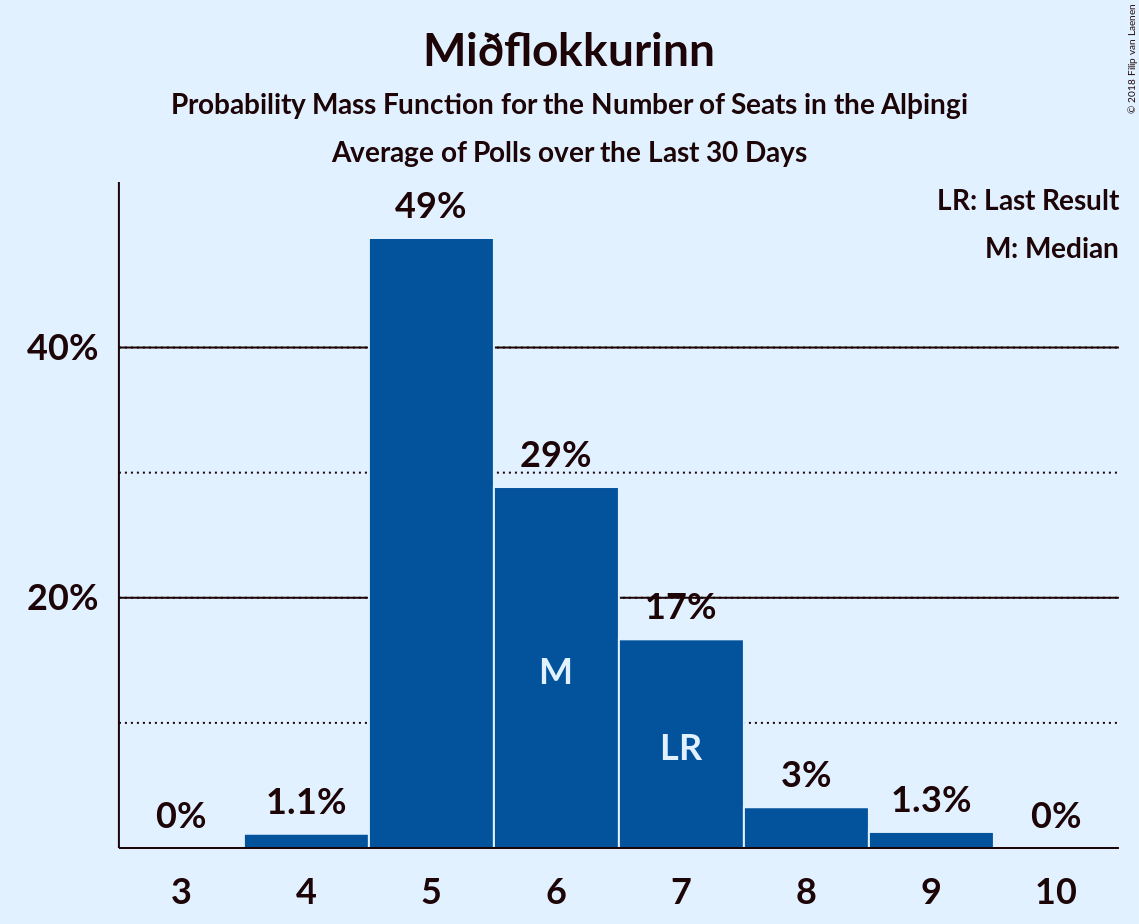 Miðflokkurinn
Probability Mass Function for the Number of Seats in the Alþingi
Average of Polls over the Last 30 Days
© 2018 Filip van Laenen
LR: Last Result
M: Median
49%
40%
29%
20%
17%
M
LR
0%
1.1%
3%
1.3%
0%
3 4 5 6 7 8 9 10